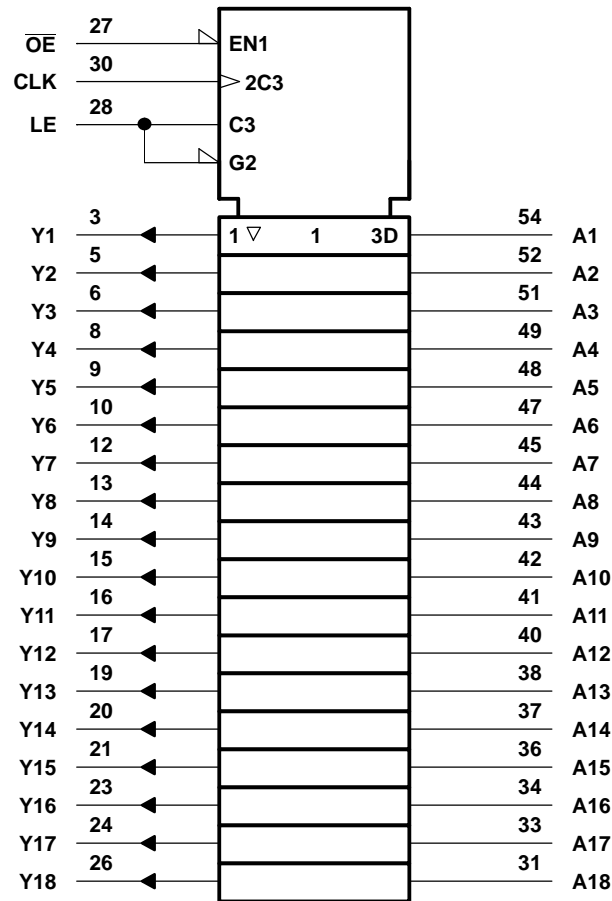 27
OE EN1
30
CLK 2C3
28
LE C3
G2
3 54
Y1 1 ▽ 1 3D A1
5 52
Y2 A2
6 51
Y3 A3
8 49
Y4 A4
9 48
Y5 A5
10 47
Y6 A6
12 45
Y7 A7
13 44
Y8 A8
14 43
Y9 A9
15 42
Y10 A10
16 41
Y11 A11
17 40
Y12 A12
19 38
Y13 A13
20 37
Y14 A14
21 36
Y15 A15
23 34
Y16 A16
24 33
Y17 A17
26 31
Y18 A18